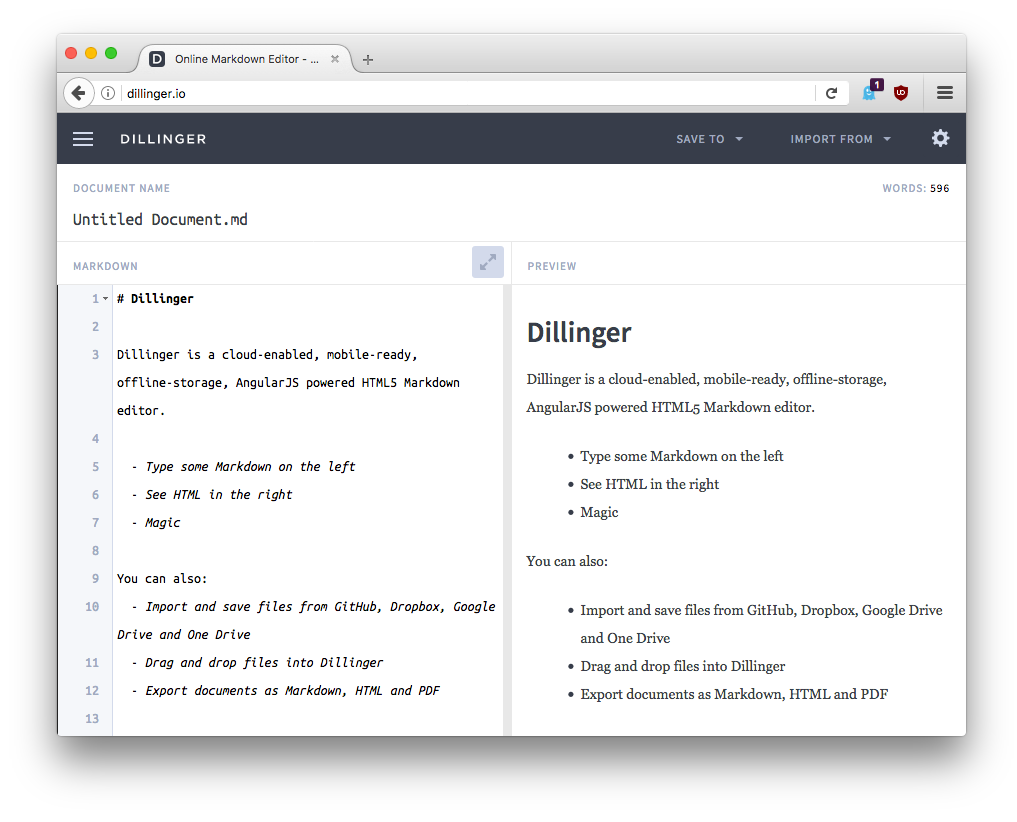 D Online Markdown Editor - ...
dillinger.io
1
DILLINGER
SAVE TO
IMPORT FROM
DOCUMENT NAME
WORDS: 596
Untitled Document.md
MARKDOWN
PREVIEW
1 # Dillinger
2
3 Dillinger is a cloud-enabled, mobile-ready,
offline-storage, AngularJS powered HTML5 Markdown
editor.
4
5 - Type some Markdown on the left
6 - See HTML in the right
7 - Magic
8
9 You can also:
10 - Import and save files from GitHub, Dropbox, Google
Drive and One Drive
11 - Drag and drop files into Dillinger
12 - Export documents as Markdown, HTML and PDF
13
Dillinger
Dillinger is a cloud-enabled, mobile-ready, offline-storage,
AngularJS powered HTML5 Markdown editor.
• Type some Markdown on the left
• See HTML in the right
• Magic
You can also:
• Import and save files from GitHub, Dropbox, Google Drive
and One Drive
• Drag and drop files into Dillinger
• Export documents as Markdown, HTML and PDF